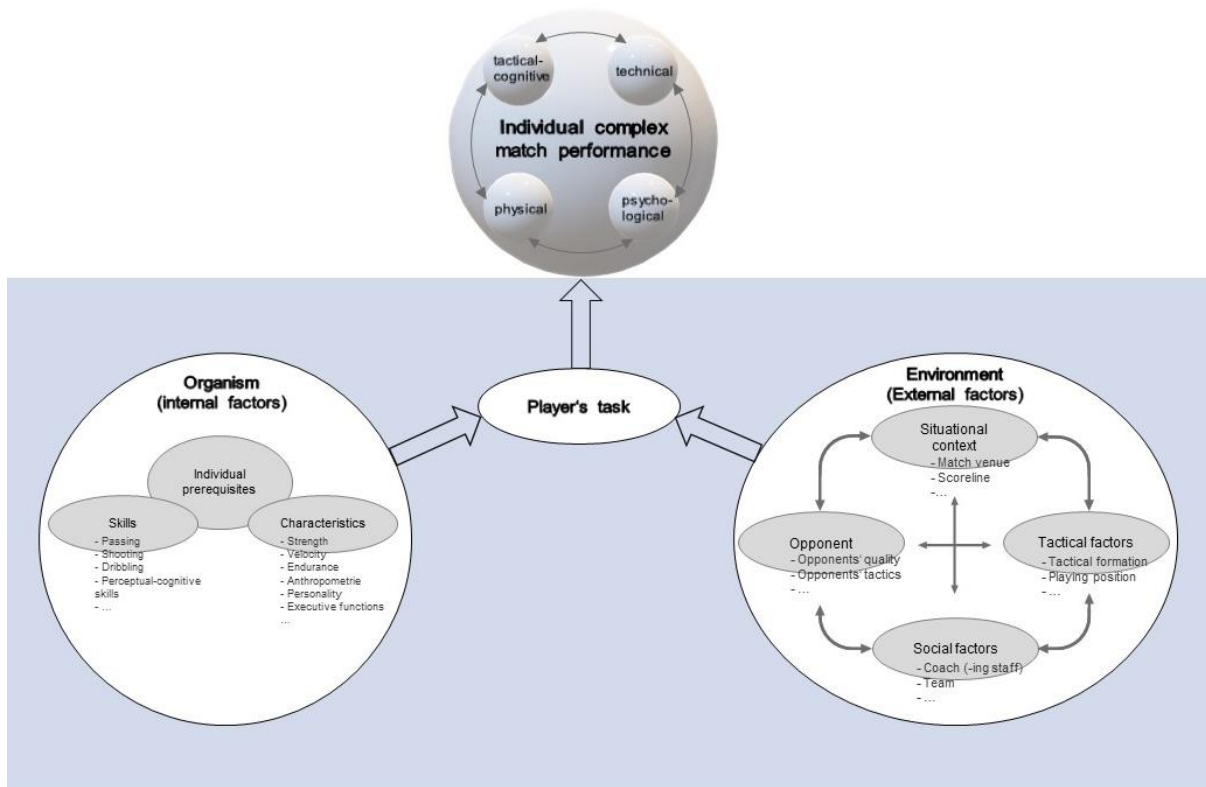 tactical-
cognitive
technical
Individual complex
match performance
physical
psycho-
logical
Organism
(internal factors)
Individual
prerequisites
Skills
- Passing
- Shooting
- Dribbling
- Perceptual-cognitive
skills
- ...
Characteristics
- Strength
- Velocity
- Endurance
- Anthropometrie
- Personality
- Executive functions
...
Player's task
Environment
(External factors)
Situational
context
- Match venue
- Scoreline
- ...
Opponent
- Opponents' quality
- Opponents' tactics
- ...
Tactical factors
- Tactical formation
- Playing position
- ...
Social factors
- Coach (-ing staff)
- Team
- ...